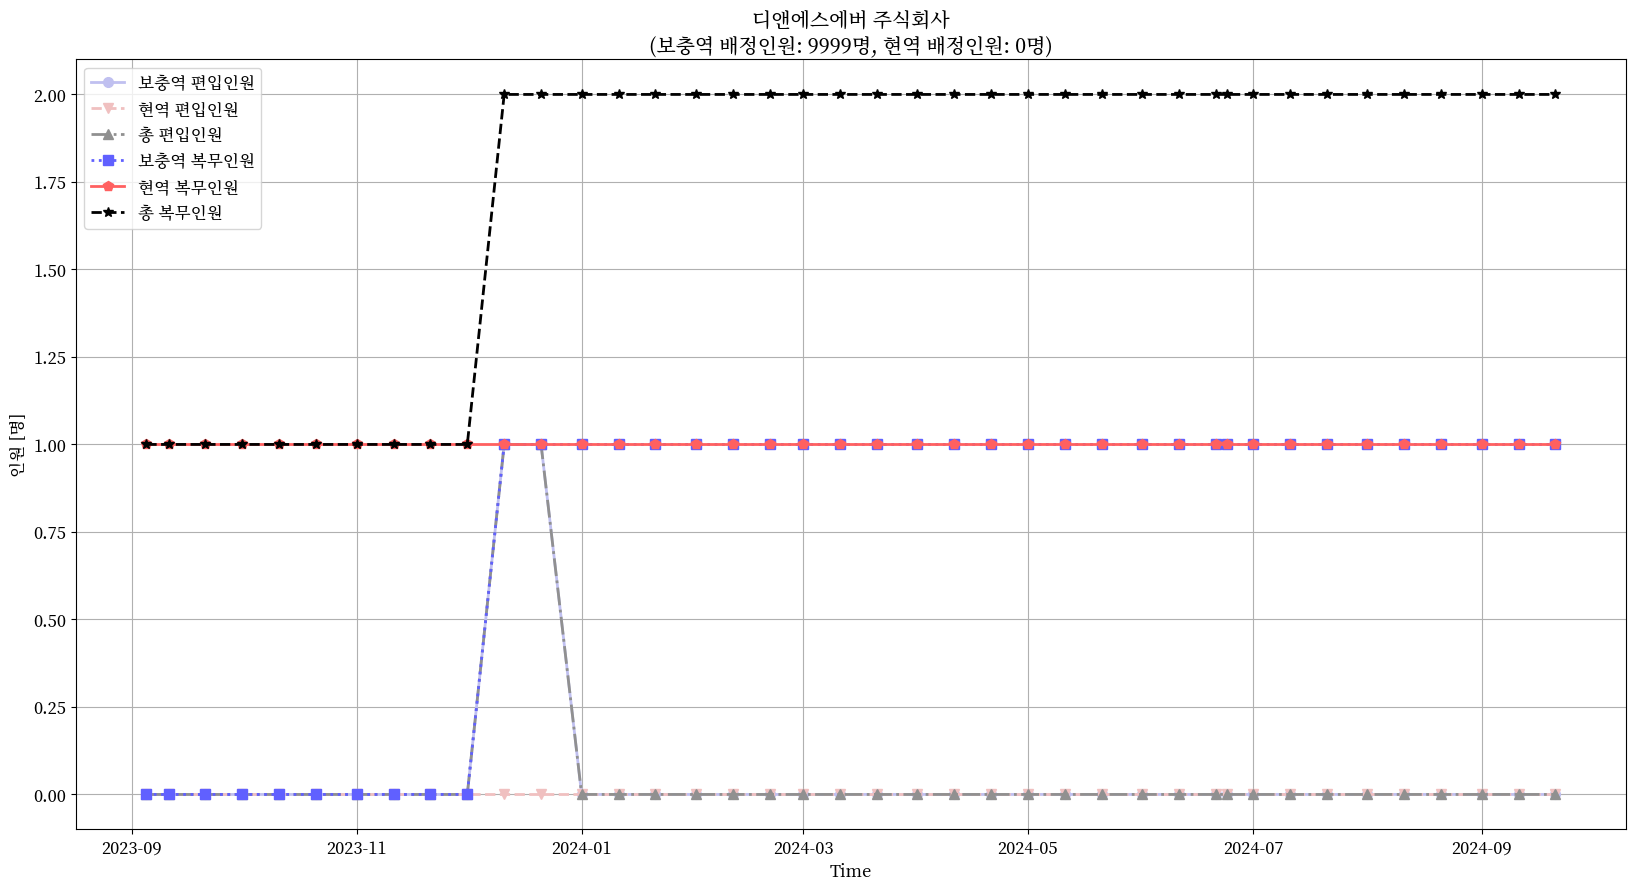 디앤에스에버 주식회사
(보충역 배정인원: 9999명, 현역 배정인원: 0명)
보충역 편입인원
현역 편입인원
총 편입인원
보충역 복무인원
현역 복무인원
총 복무인원
인원 [명]
2.00
1.75
1.50
1.25
1.00
0.75
0.50
0.25
0.00
2023-09
2023-11
2024-01
2024-03
2024-05
2024-07
2024-09
Time